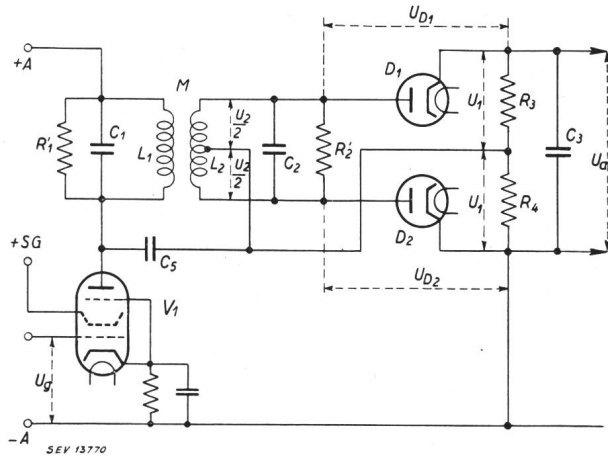 U_D1
+A
M
D_1
U_2/2
U_1
R_3
R'_1
C_1
L_1
L_2
C_2
R'_2
C_3
U_a
U_2/2
U_1
R_4
D_2
C_5
+SG
U_D2
V_1
U_g
-A
SEV 13770